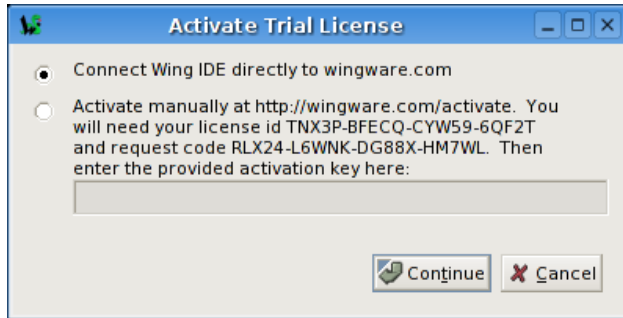 Activate Trial License
Connect Wing IDE directly to wingware.com
Activate manually at http://wingware.com/activate. You
will need your license id TNX3P-BFECQ-CYW59-6QF2T
and request code RLX24-L6WNK-DG88X-HM7WL. Then
enter the provided activation key here:
Continue Cancel